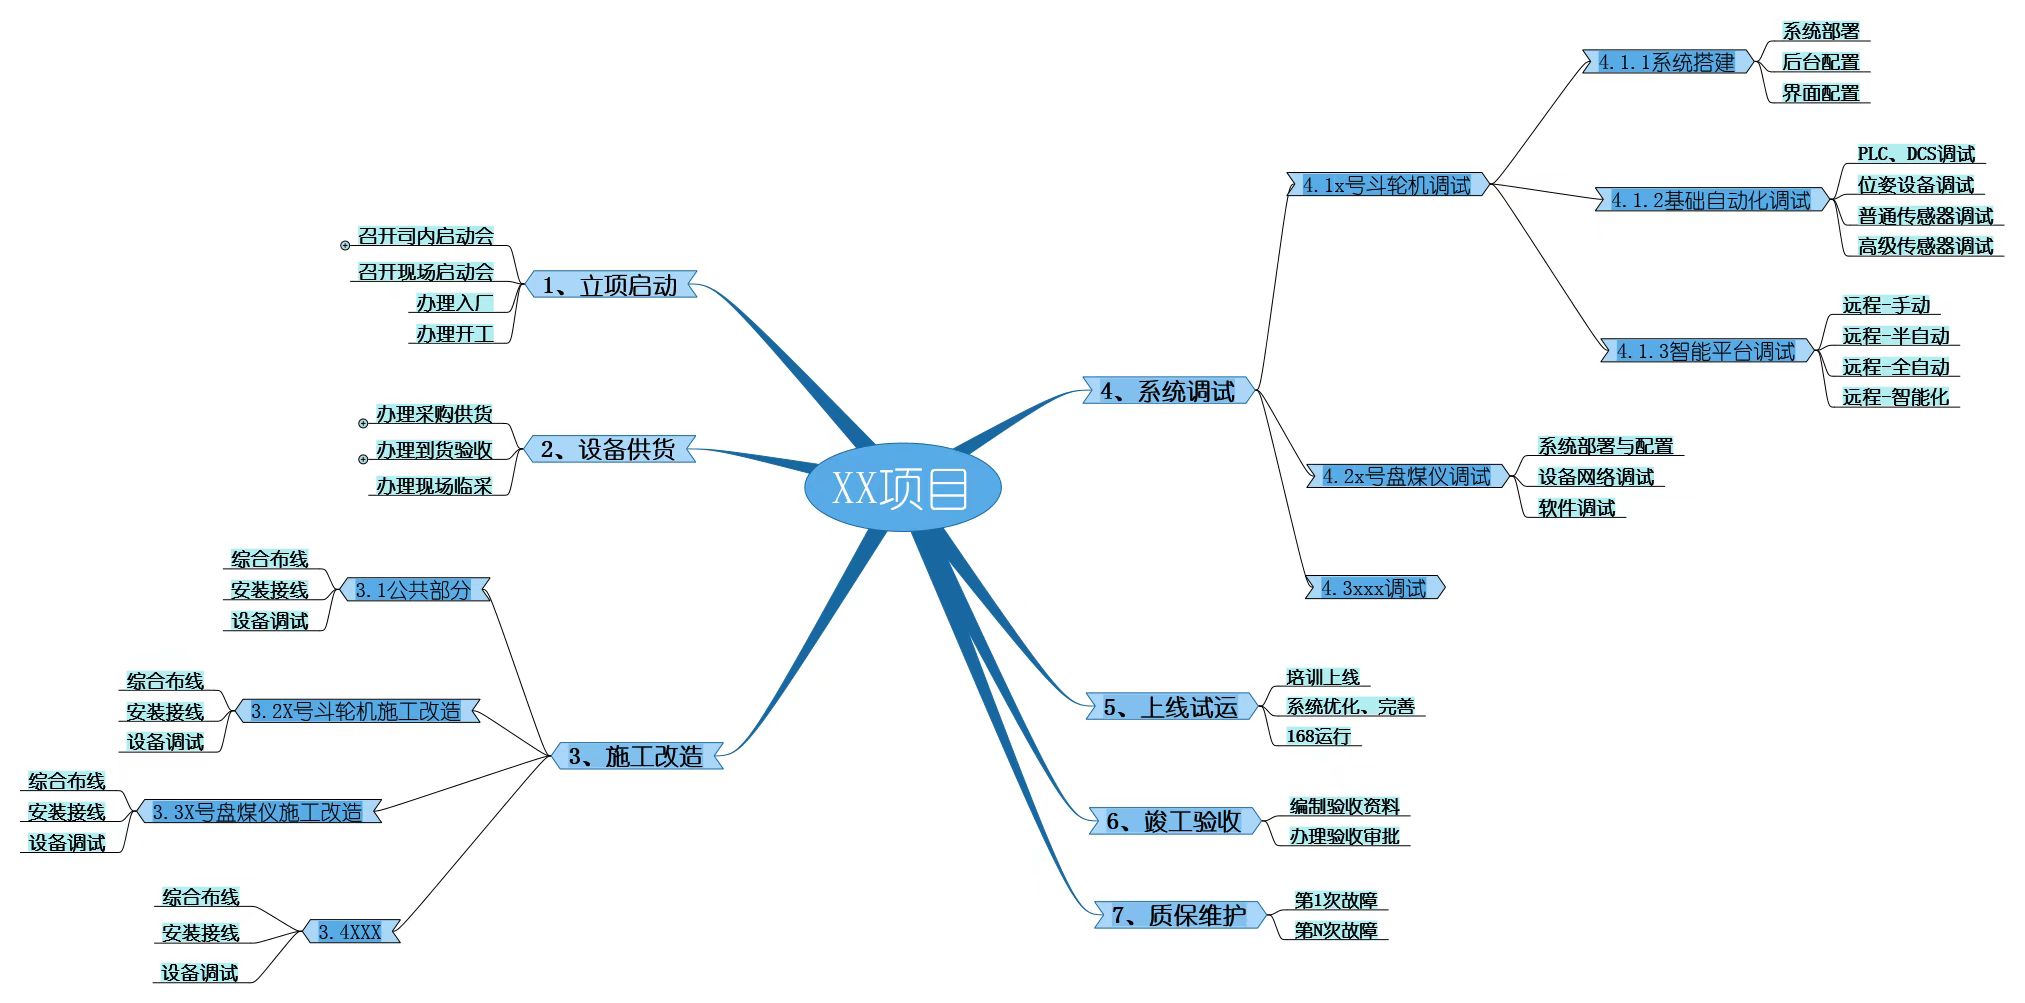 XX项目
1、立项启动
召开司内启动会
召开现场启动会
办理入厂
办理开工
2、设备供货
办理采购供货
办理到货验收
办理现场临采
3、施工改造
3.1公共部分
综合布线
安装接线
设备调试
3.2X号斗轮机施工改造
综合布线
安装接线
设备调试
3.3X号盘煤仪施工改造
综合布线
安装接线
设备调试
3.4XXX
综合布线
安装接线
设备调试
4、系统调试
4.1x号斗轮机调试
4.1.1系统搭建
系统部署
后台配置
界面配置
4.1.2基础自动化调试
PLC、DCS调试
位姿设备调试
普通传感器调试
高级传感器调试
4.1.3智能平台调试
远程-手动
远程-半自动
远程-全自动
远程-智能化
4.2x号盘煤仪调试
系统部署与配置
设备网络调试
软件调试
4.3xxx调试
5、上线试运
培训上线
系统优化、完善
168运行
6、竣工验收
编制验收资料
办理验收审批
7、质保维护
第1次故障
第N次故障